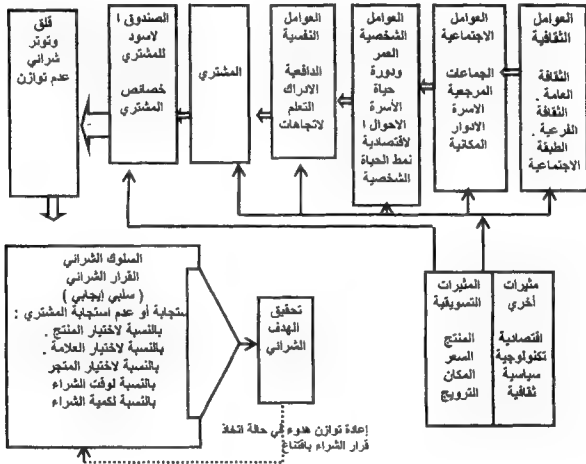 العوامل
الثقافية
الثقافة
العامة .
الثقافة
الفرعية .
الطبقة
الاجتماعية
العوامل
الاجتماعية
الجماعات
المرجعية
الاسرة
الادوار
المكانية
العوامل
الشخصية
العمر
ودورة
حياة
الأسرة
الاحوال ا
لاقتصادية
نمط الحياة
الشخصية
العوامل
النفسية
الدافعية
الادراك
التعلم
لاتجاهات
المشتري
الصندوق ا
لاسود
للمشتري
خصائص
المشتري
قلق
وتوتر
شرائي
عدم توازن
السلوك الشرائي
القرار الشرائي
( سلبي إيجابي )
ستجابة أو عدم استجابة المشتري :
بالنسبة لاختيار المنتج .
بالنسبة لاختيار العلامة .
بالنسبة لاختيار المتجر
بالنسبة لوقت الشراء
بالنسبة لكمية الشراء
تحقيق
الهدف
الشرائي
مثيرات
أخري
اقتصادية
تكنولوجية
سياسية
ثقافية
المثيرات
التسويقية
المنتج
السعر
المكان
الترويج
إعادة توازن هدوء في حالة اتخاذ
قرار الشراء باقتناع